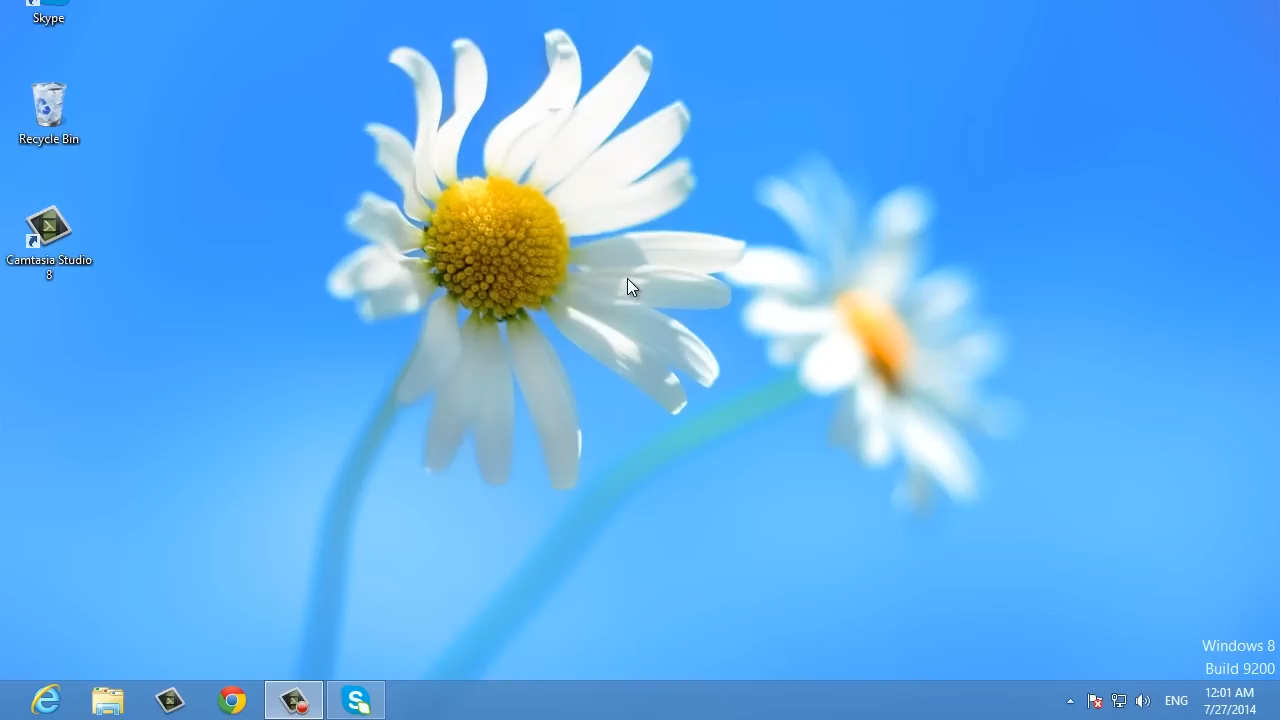 Skype
Recycle Bin
Camtasia Studio
8
Windows 8
Build 9200
ENG
12:01 AM
7/27/2014